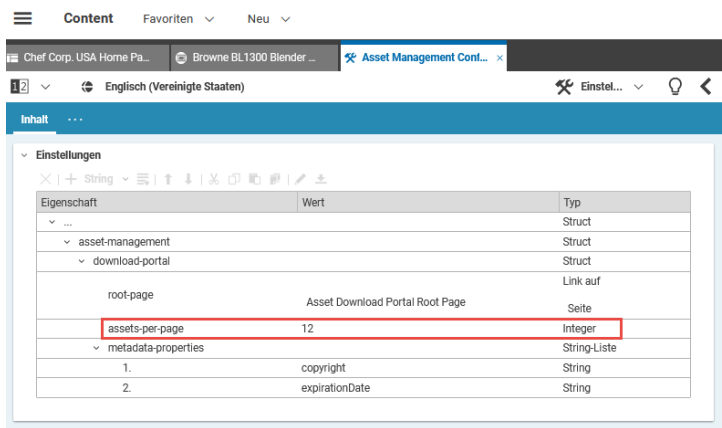 Content Favoriten Neu
Chef Corp. USA Home Pa... Browne BL1300 Blender ... Asset Management Conf... ×
12 Englisch (Vereinigte Staaten) Einstel...
Inhalt ...
Einstellungen
String
Eigenschaft Wert Typ
... Struct
asset-management Struct
download-portal Struct
root-page Asset Download Portal Root Page Link auf
Seite
assets-per-page 12 Integer
metadata-properties String-Liste
1. copyright String
2. expirationDate String